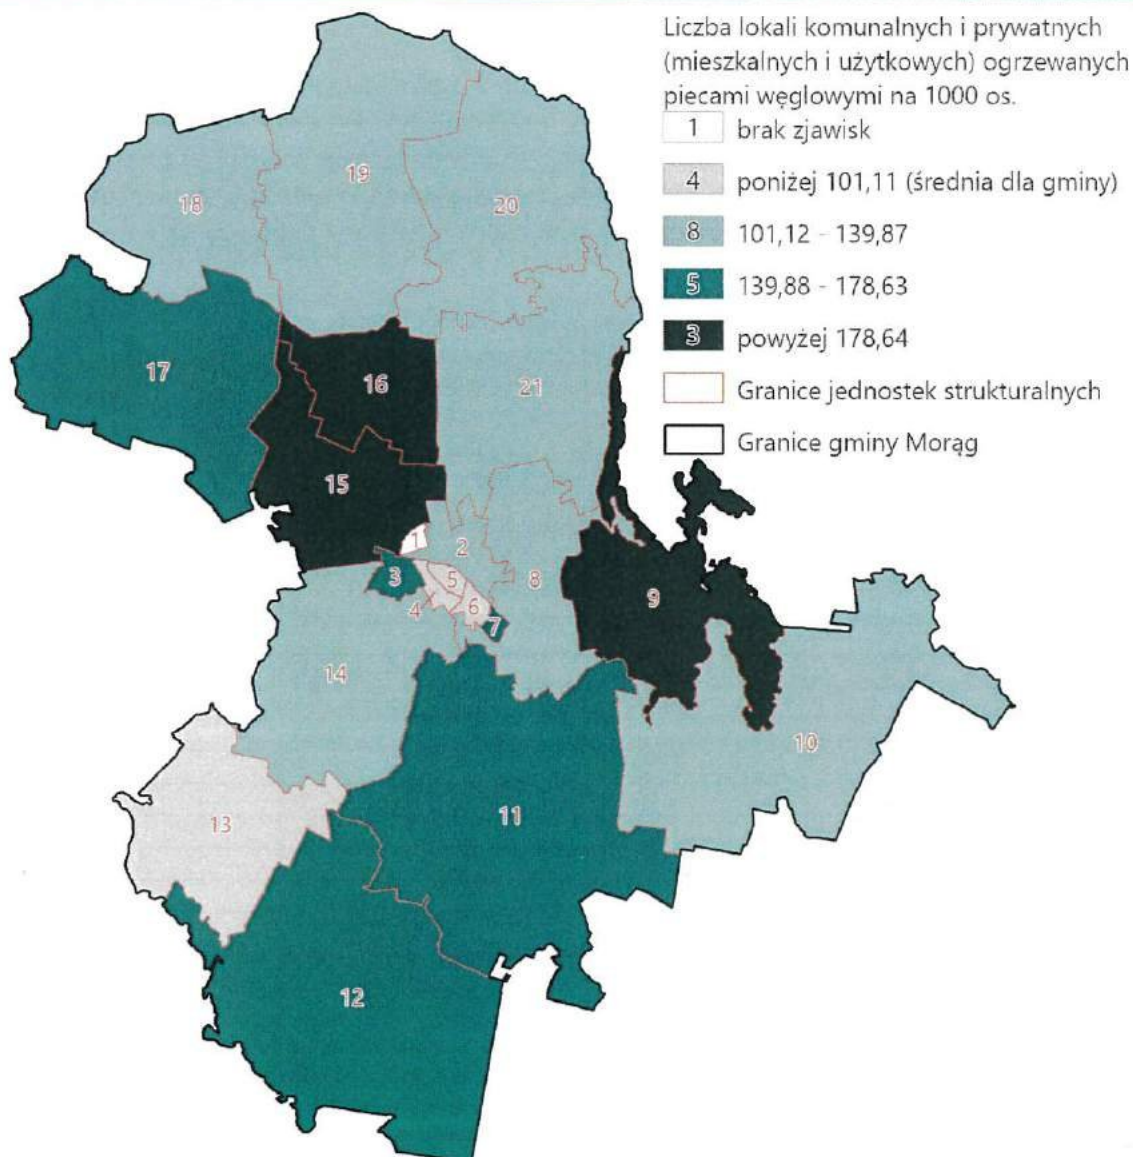 Liczba lokali komunalnych i prywatnych
(mieszkalnych i użytkowych) ogrzewanych
piecami węglowymi na 1000 os.
1 brak zjawisk
4 poniżej 101,11 (średnia dla gminy)
8 101,12 - 139,87
5 139,88 - 178,63
3 powyżej 178,64
Granice jednostek strukturalnych
Granice gminy Morąg
19
18
20
17
16
21
15
1
2
3
5
8
4
6
7
9
14
10
11
13
12